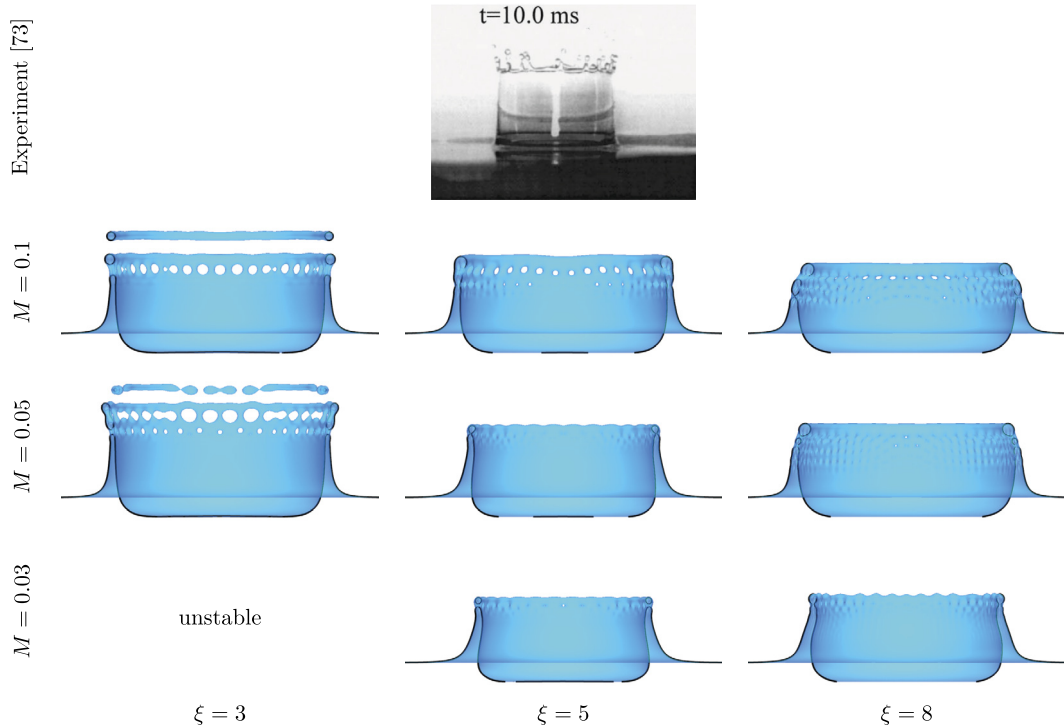 Experiment [73]
t=10.0 ms
M = 0.1
M = 0.05
M = 0.03
unstable
ξ = 3
ξ = 5
ξ = 8